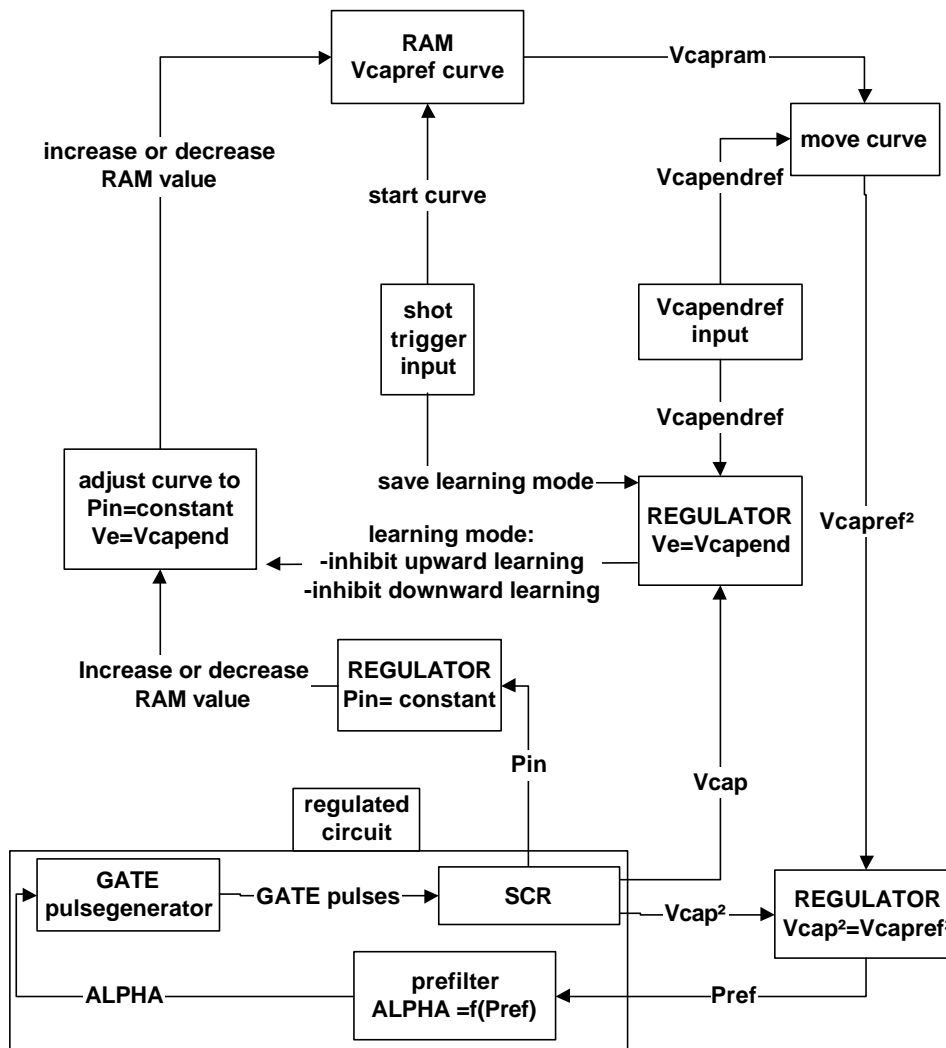 RAM
Vcapref curve
Vcapram
move curve
increase or decrease
RAM value
start curve
Vcapendref
shot
trigger
input
Vcapendref
input
Vcapendref
adjust curve to
Pin=constant
Ve=Vcapend
save learning mode
REGULATOR
Ve=Vcapend
Vcapref²
learning mode:
-inhibit upward learning
-inhibit downward learning
Increase or decrease
RAM value
REGULATOR
Pin= constant
Pin
Vcap
regulated
circuit
GATE
pulsegenerator
GATE pulses
SCR
Vcap²
REGULATOR
Vcap²=Vcapref²
ALPHA
prefilter
ALPHA =f(Pref)
Pref